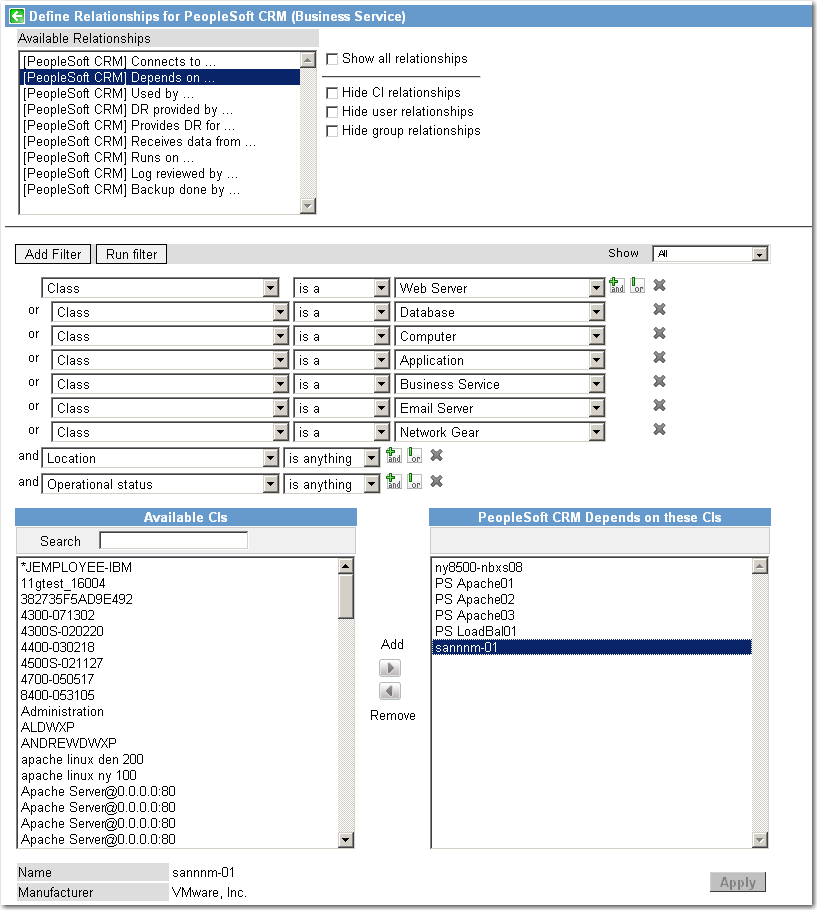 Define Relationships for PeopleSoft CRM (Business Service)
Available Relationships
[PeopleSoft CRM] Connects to ...
[PeopleSoft CRM] Depends on ...
[PeopleSoft CRM] Used by ...
[PeopleSoft CRM] DR provided by ...
[PeopleSoft CRM] Provides DR for ...
[PeopleSoft CRM] Receives data from ...
[PeopleSoft CRM] Runs on ...
[PeopleSoft CRM] Log reviewed by ...
[PeopleSoft CRM] Backup done by ...
Show all relationships
Hide CI relationships
Hide user relationships
Hide group relationships
Add Filter Run filter Show All
Class is a Web Server and or
or Class is a Database
or Class is a Computer
or Class is a Application
or Class is a Business Service
or Class is a Email Server
or Class is a Network Gear
and Location is anything and or
and Operational status is anything and or
Available CIs
Search
*JEMPLOYEE-IBM
11gtest_16004
382735F5AD9E492
4300-071302
4300S-020220
4400-030218
4500S-021127
4700-050517
8400-053105
Administration
ALDWXP
ANDREWDWXP
apache linux den 200
apache linux ny 100
Apache Server@0.0.0.0:80
Apache Server@0.0.0.0:80
Apache Server@0.0.0.0:80
Apache Server@0.0.0.0:80
Add
Remove
PeopleSoft CRM Depends on these CIs
ny8500-nbxs08
PS Apache01
PS Apache02
PS Apache03
PS LoadBal01
sannnm-01
Name sannnm-01
Manufacturer VMware, Inc.
Apply